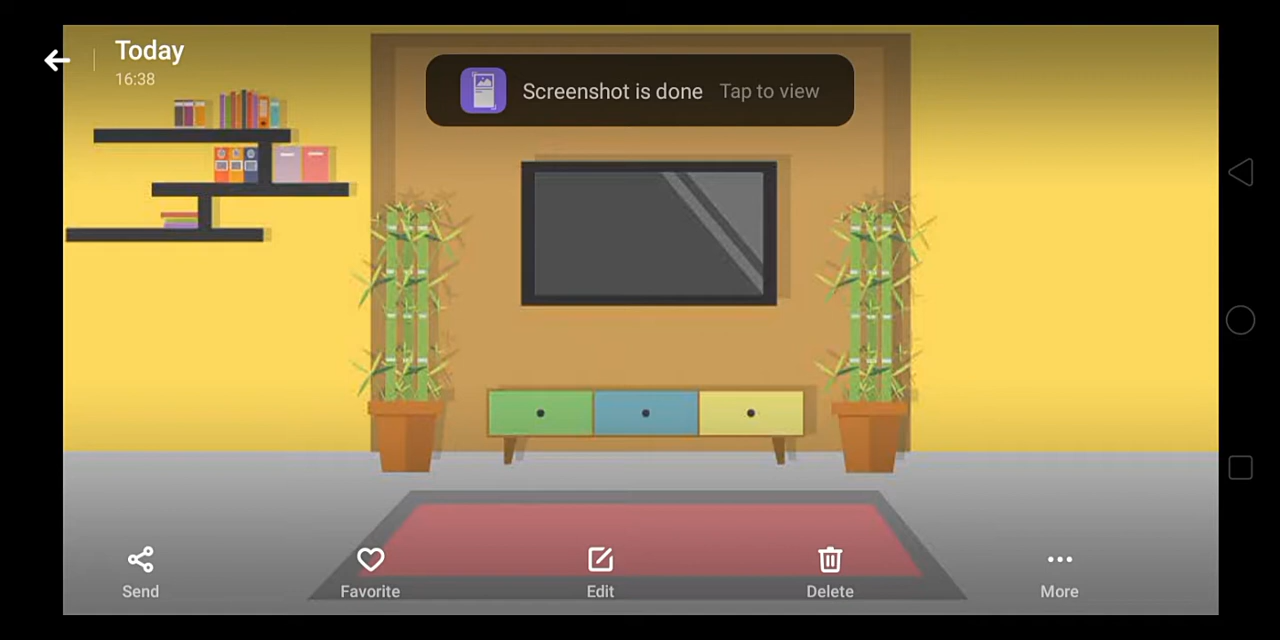 Today
16:38
Screenshot is done Tap to view
Send
Favorite
Edit
Delete
More